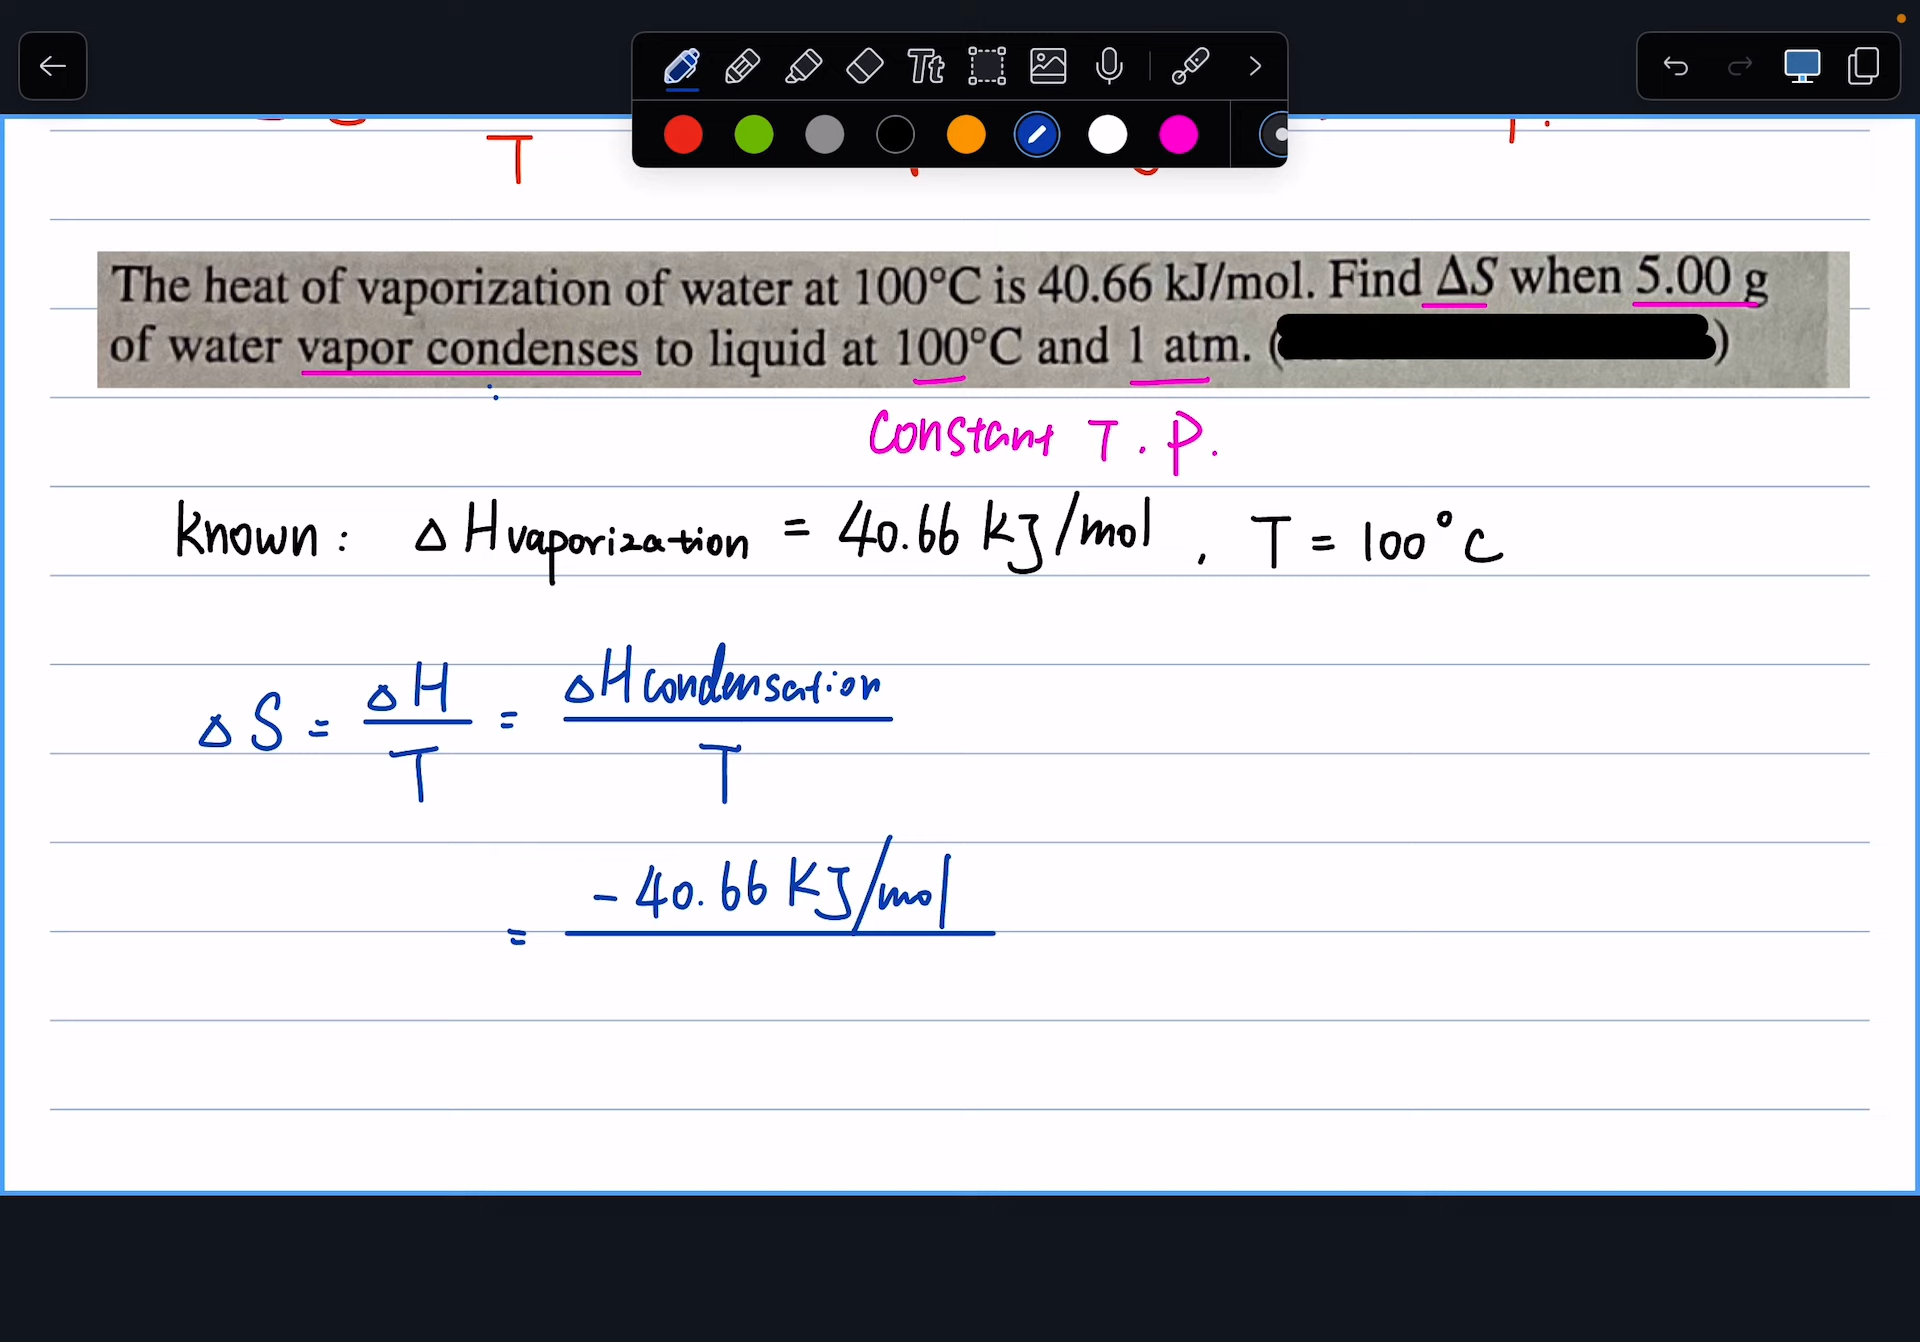 Tt
T
The heat of vaporization of water at 100°C is 40.66 kJ/mol. Find ΔS when 5.00 g
of water vapor condenses to liquid at 100°C and 1 atm. ( )
Constant T. P.
Known: ΔHvaporization = 40.66 kJ/mol , T = 100°C
ΔS = ΔH/T = ΔHcondensation/T
= -40.66 KJ/mol